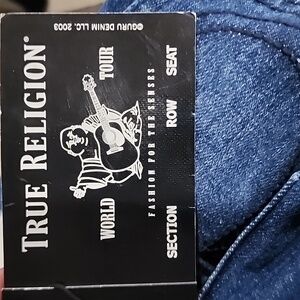 ®GURU DENIM LLC. 2003
TRUE RELIGION®
WORLD TOUR
FASHION FOR THE SENSES
SECTION ROW SEAT